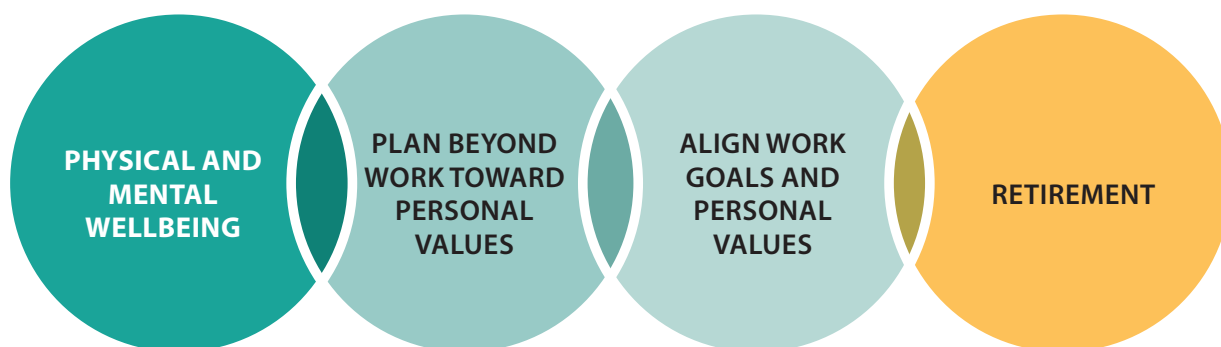 PHYSICAL AND
MENTAL
WELLBEING
PLAN BEYOND
WORK TOWARD
PERSONAL
VALUES
ALIGN WORK
GOALS AND
PERSONAL
VALUES
RETIREMENT